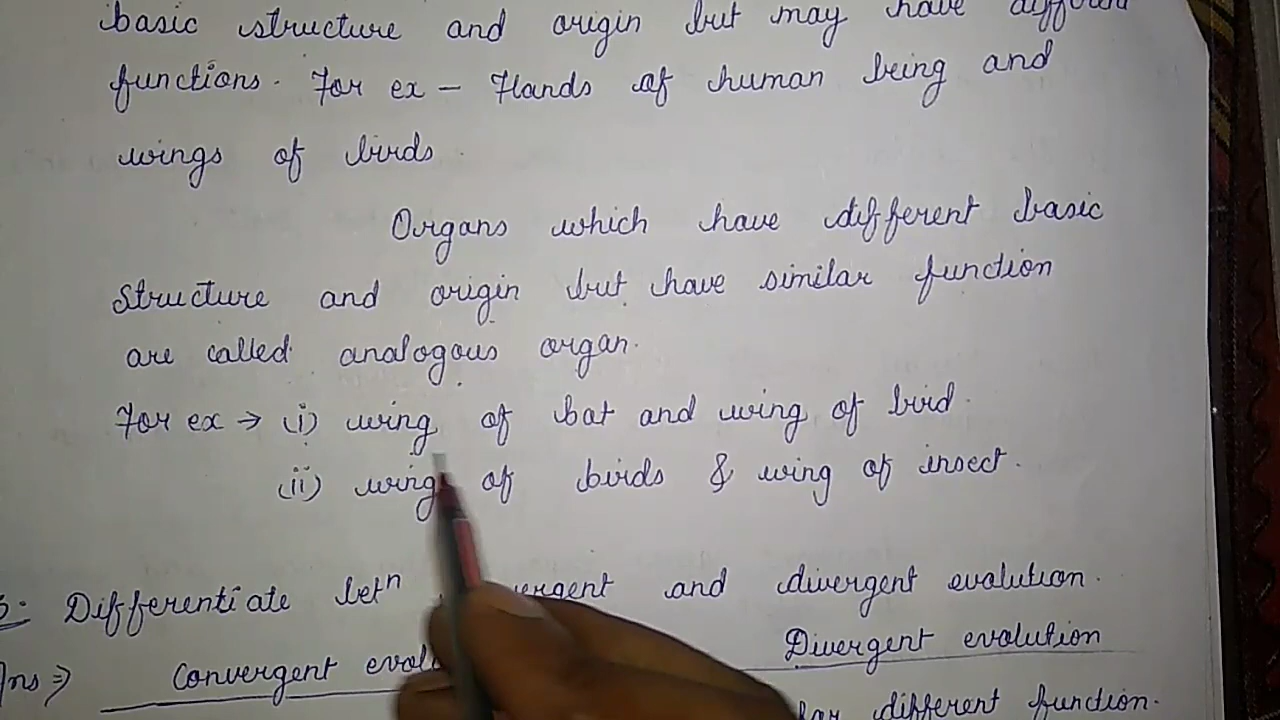 basic structure and origin but may have different
functions. For ex - Hands of human being and
wings of birds
Organs which have different basic
structure and origin but have similar function
are called analogous organ.
For ex → (i) wing of bat and wing of bird.
(ii) wing of birds & wing of insect.
Differentiate betn and divergent evolution.
Ans ⇒ Convergent Divergent evolution
different function.